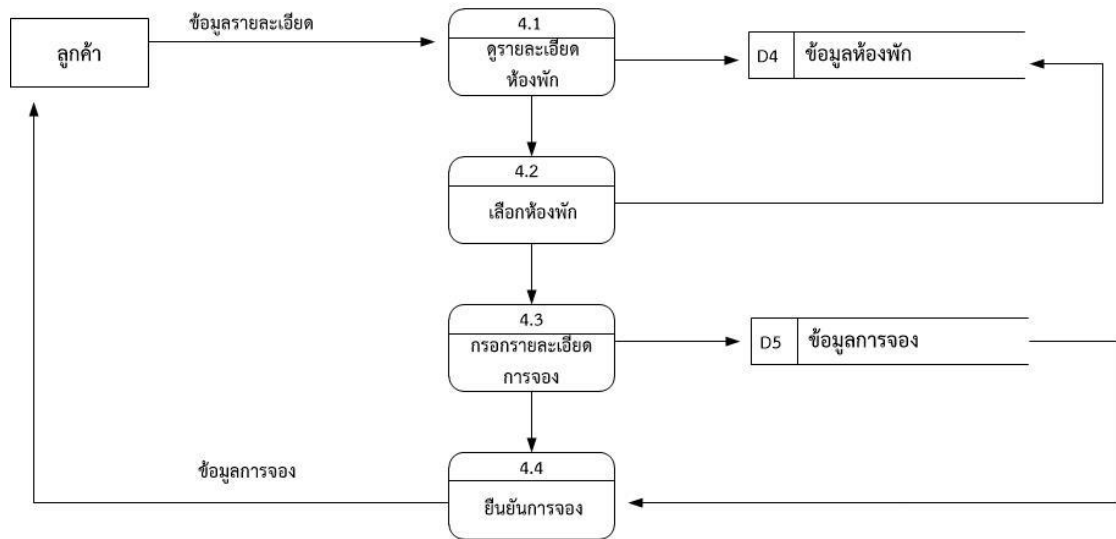 ข้อมูลรายละเอียด
ลูกค้า
4.1
ดูรายละเอียด
ห้องพัก
D4 ข้อมูลห้องพัก
4.2
เลือกห้องพัก
4.3
กรอกรายละเอียด
การจอง
D5 ข้อมูลการจอง
ข้อมูลการจอง
4.4
ยืนยันการจอง